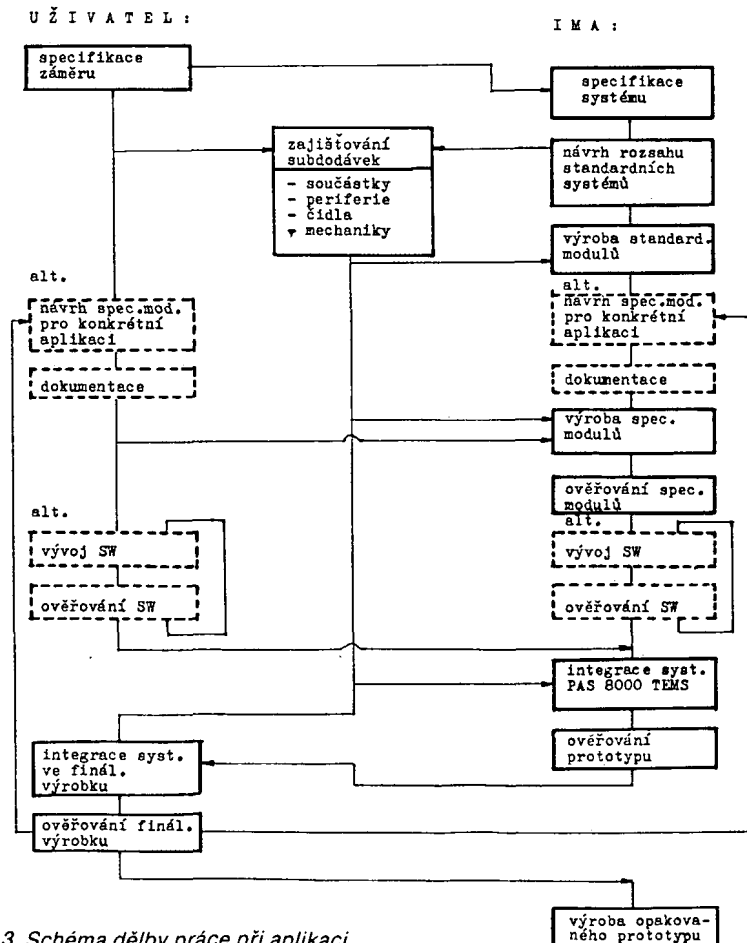 UŽIVATEL:
IMA:
specifikace
záměru
specifikace
systému
zajišťování
subdodávek
- součástky
- periferie
- čidla
- mechaniky
návrh rozsahu
standardních
systémů
výroba standard.
modulů
alt.
návrh spec.mod.
pro konkrétní
aplikaci
dokumentace
alt.
návrh spec.mod.
pro konkrétní
aplikaci
dokumentace
výroba spec.
modulů
ověřování spec.
modulů
alt.
vývoj SW
ověřování SW
alt.
vývoj SW
ověřování SW
integrace syst.
PAS 8000 TEMS
ověřování
prototypu
integrace syst.
ve finál.
výrobku
ověřování finál.
výrobku
výroba opakova-
ného prototypu
3. Schéma dělby práce při aplikaci